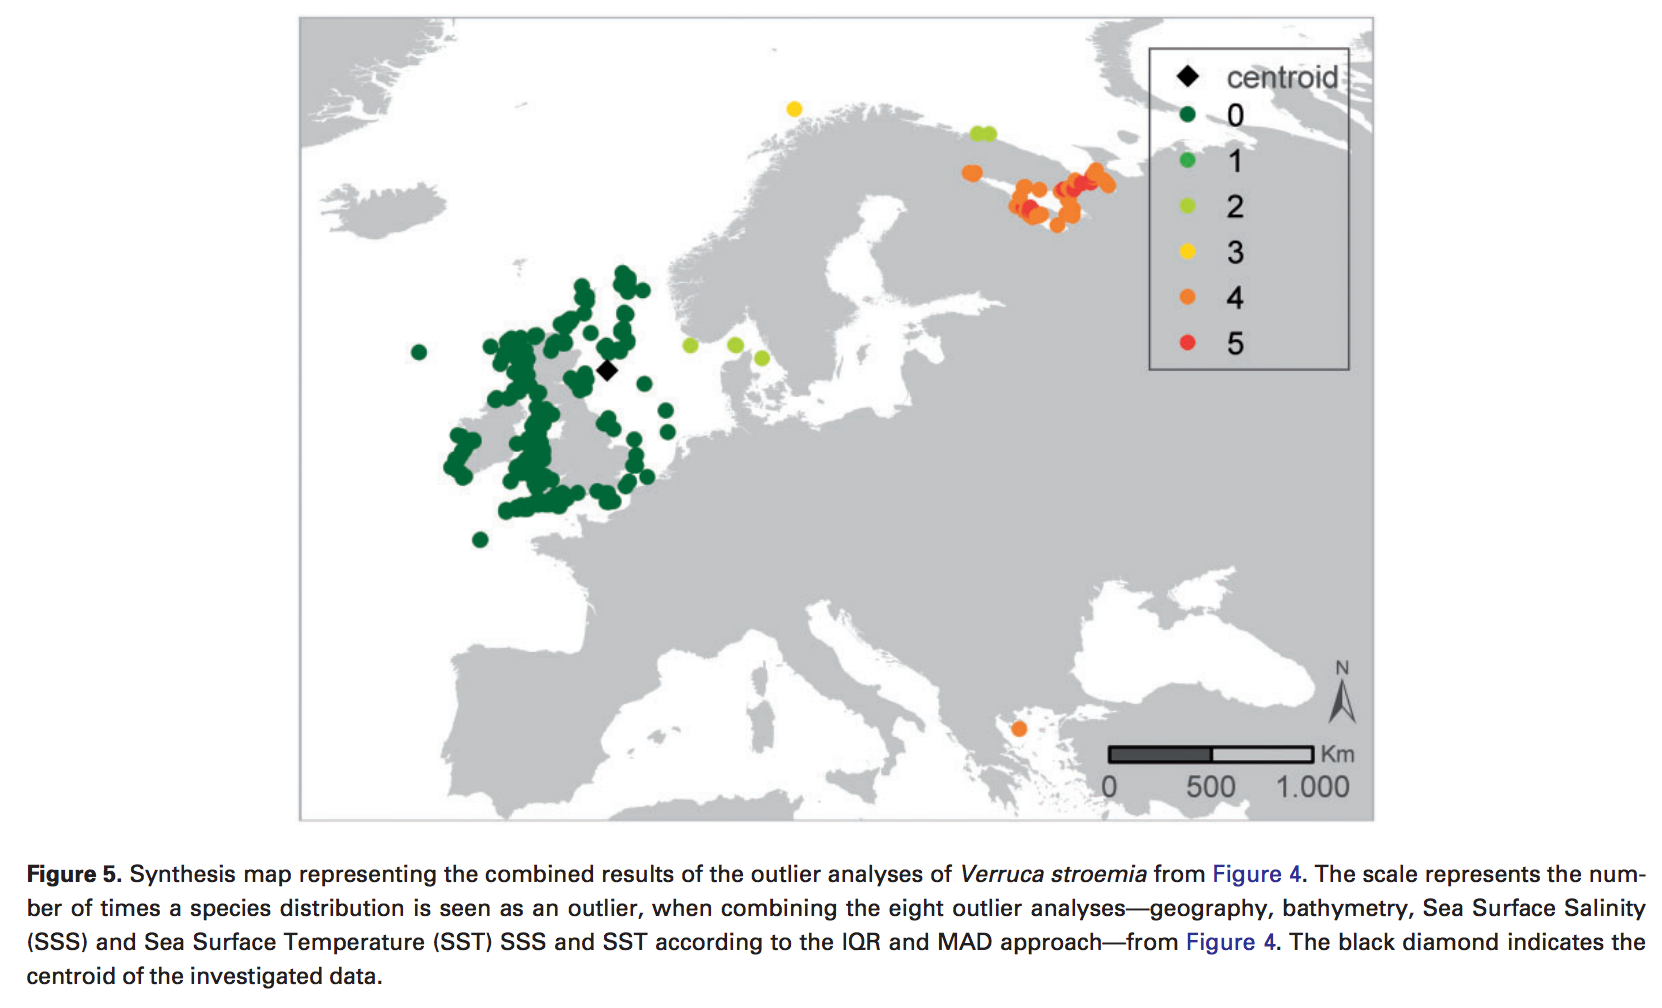 centroid
0
1
2
3
4
5
N
Km
0 500 1.000
Figure 5. Synthesis map representing the combined results of the outlier analyses of Verruca stroemia from Figure 4. The scale represents the num-
ber of times a species distribution is seen as an outlier, when combining the eight outlier analyses—geography, bathymetry, Sea Surface Salinity
(SSS) and Sea Surface Temperature (SST) SSS and SST according to the IQR and MAD approach—from Figure 4. The black diamond indicates the
centroid of the investigated data.